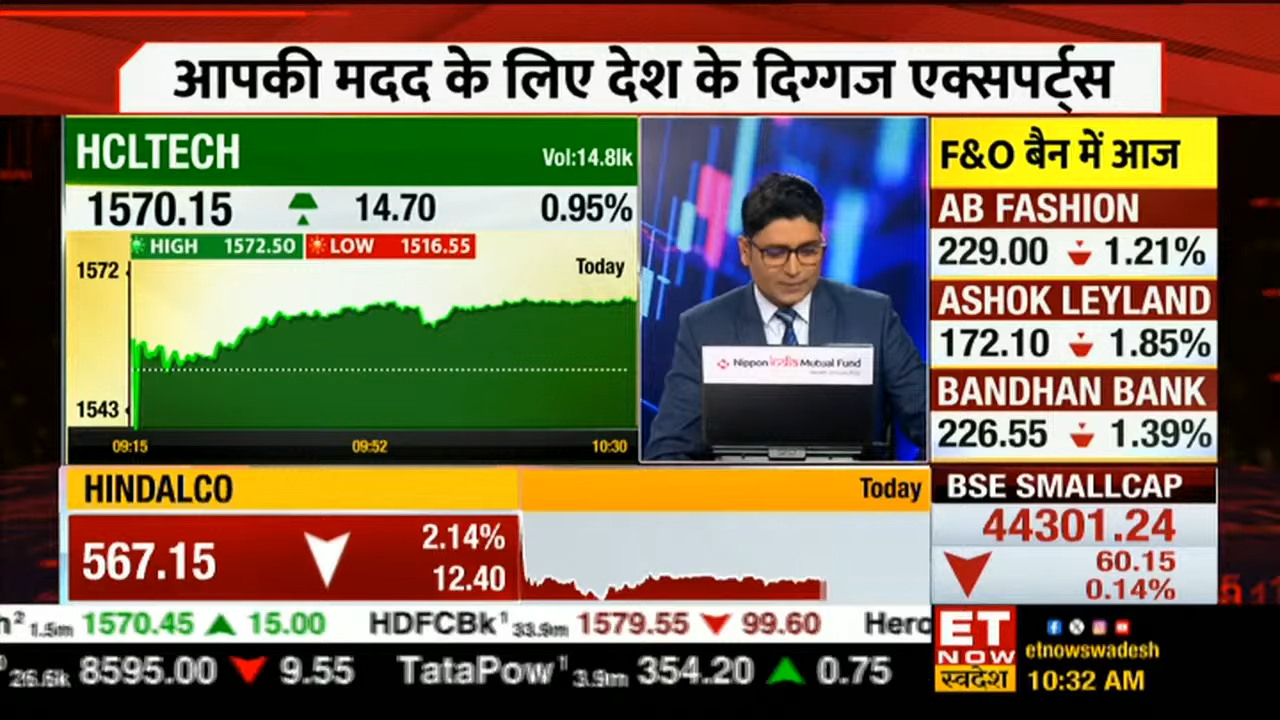 आपकी मदद के लिए देश के दिग्गज एक्सपर्ट्स
HCLTECH
Vol:14.8lk
1570.15 14.70 0.95%
HIGH 1572.50 LOW 1516.55
Today
1572
1543
09:15 09:52 10:30
Nippon india Mutual Fund
F&O बैन में आज
AB FASHION
229.00 1.21%
ASHOK LEYLAND
172.10 1.85%
BANDHAN BANK
226.55 1.39%
HINDALCO
Today
567.15
2.14%
12.40
BSE SMALLCAP
44301.24
60.15
0.14%
h² 1.5m 1570.45 15.00 HDFCBk¹ 33.9m 1579.55 99.60 Hero
8595.00 9.55 TataPow¹ 3.9m 354.20 0.75
ET
NOW
स्वदेश
etnowswadesh
10:32 AM